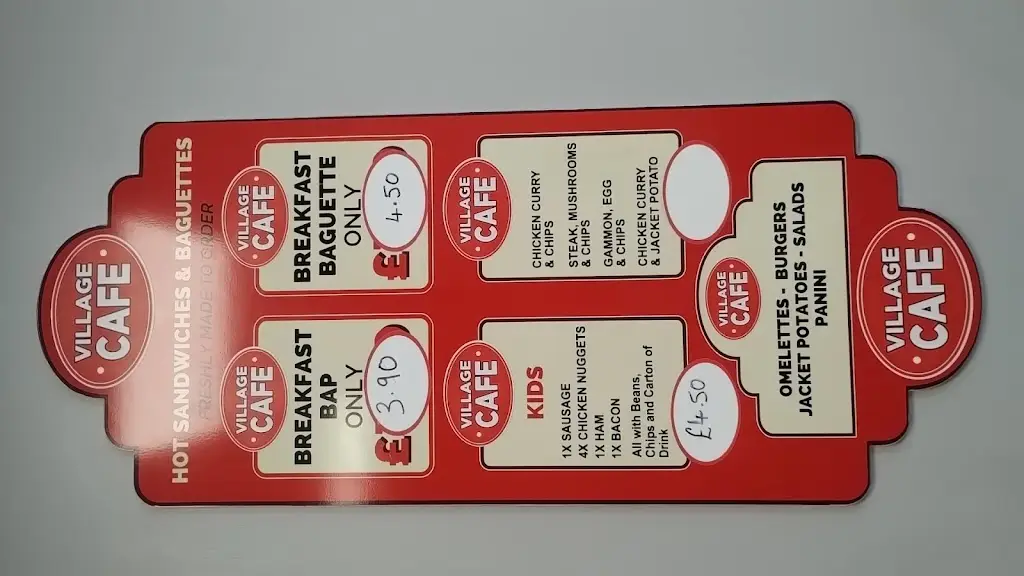 VILLAGE
CAFE
HOT SANDWICHES & BAGUETTES
FRESHLY MADE TO ORDER
VILLAGE
CAFE
BREAKFAST
BAP
ONLY
£3.90
VILLAGE
CAFE
BREAKFAST
BAGUETTE
ONLY
£4.50
VILLAGE
CAFE
KIDS
1X SAUSAGE
4X CHICKEN NUGGETS
1X HAM
1X BACON
All with Beans,
Chips and Carton of
Drink
£4.50
VILLAGE
CAFE
CHICKEN CURRY
& CHIPS
STEAK, MUSHROOMS
& CHIPS
GAMMON, EGG
& CHIPS
CHICKEN CURRY
& JACKET POTATO
VILLAGE
CAFE
OMELETTES - BURGERS
JACKET POTATOES - SALADS
PANINI
VILLAGE
CAFE